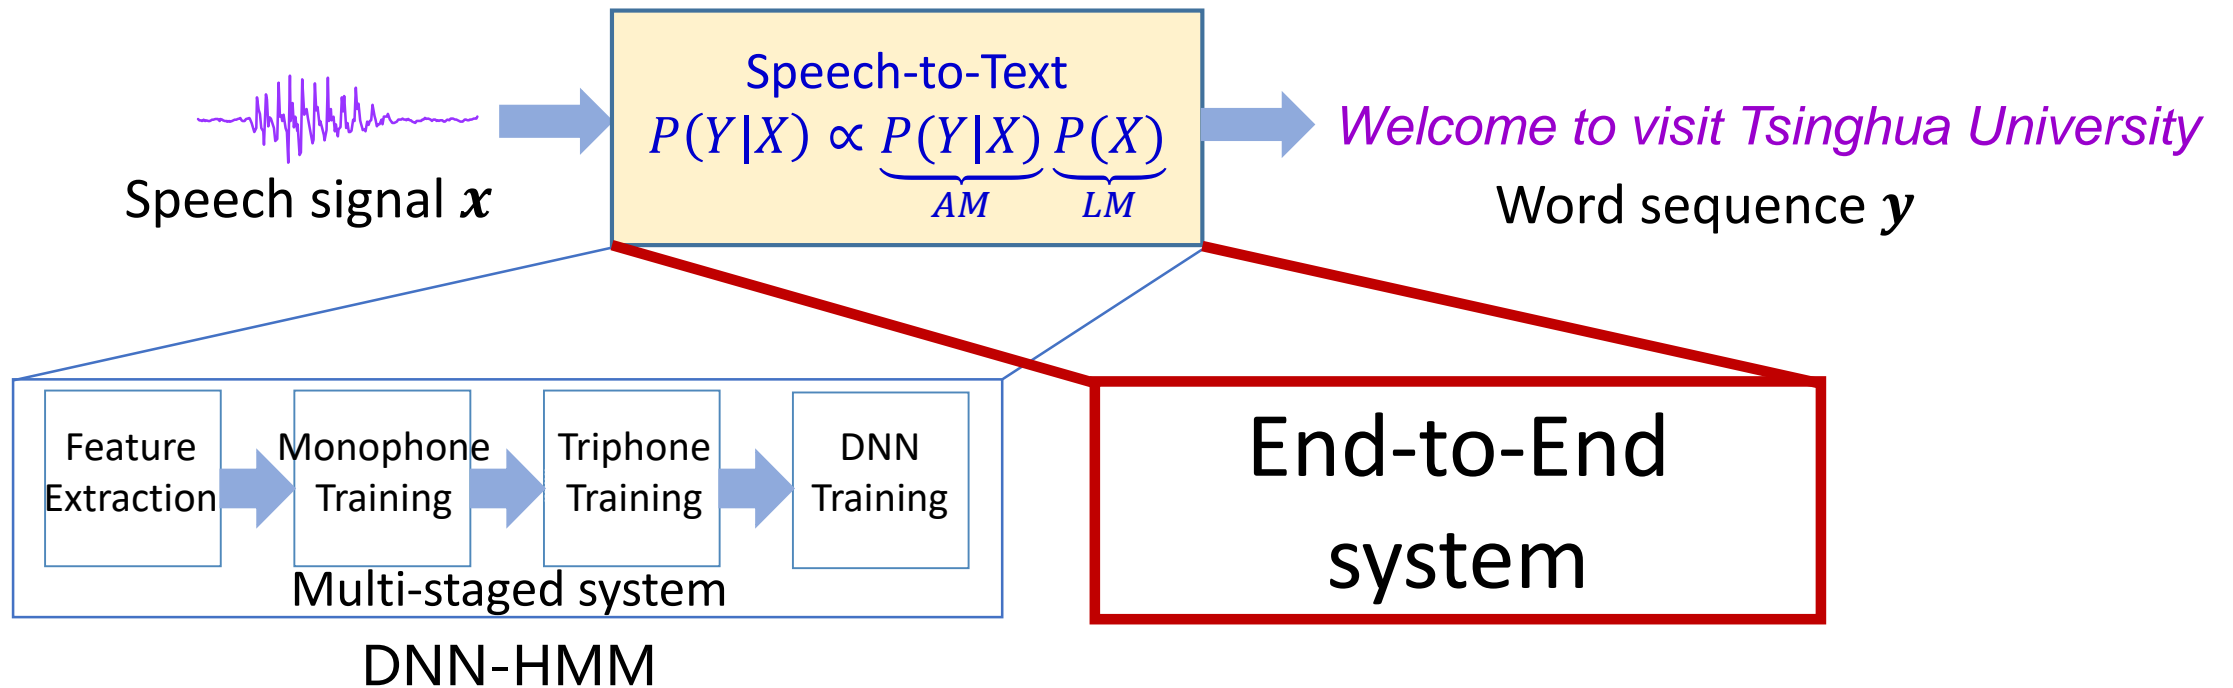 Speech-to-Text
P(Y|X) ∝ P(Y|X) P(X)
AM LM
Speech signal x
Welcome to visit Tsinghua University
Word sequence y
Feature
Extraction
Monophone
Training
Triphone
Training
DNN
Training
Multi-staged system
DNN-HMM
End-to-End
system